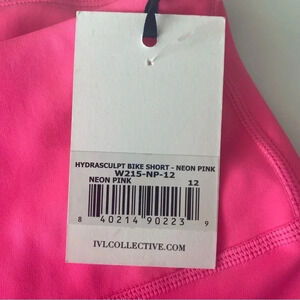 HYDRASCULPT BIKE SHORT - NEON PINK
W215-NP-12
NEON PINK 12
8 40214 90223 9
IVLCOLLECTIVE.COM